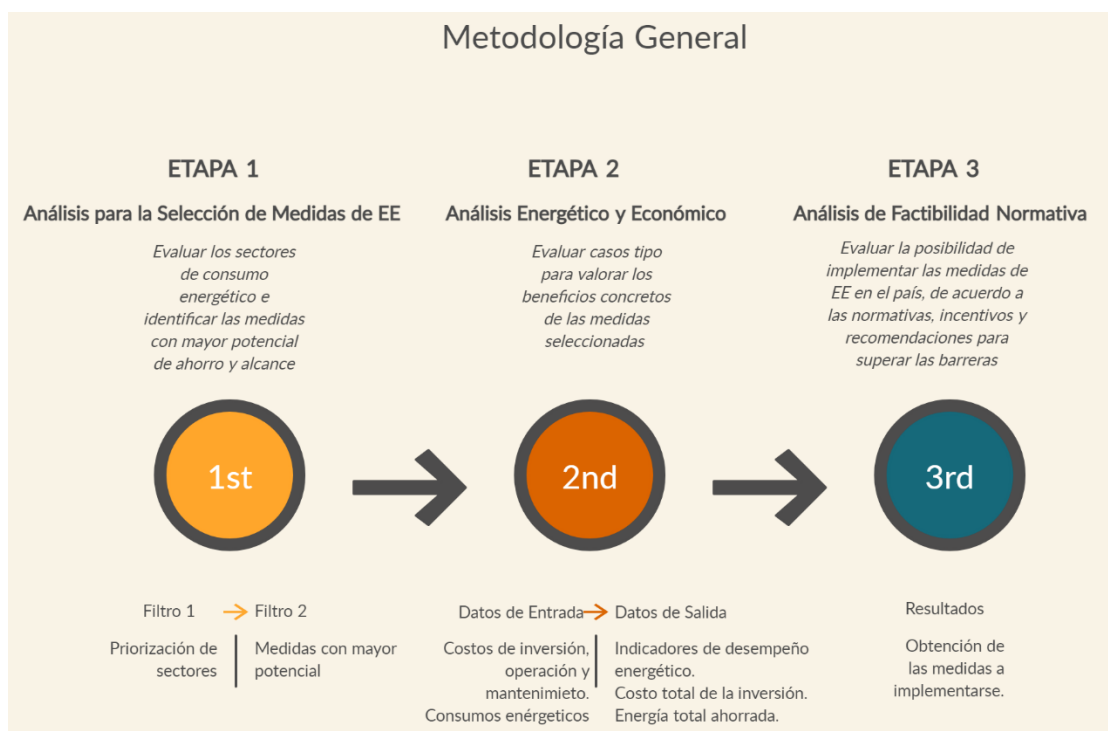 Metodología General
ETAPA 1
Análisis para la Selección de Medidas de EE
Evaluar los sectores
de consumo
energético e
identificar las medidas
con mayor potencial
de ahorro y alcance
1st
Filtro 1
Filtro 2
Priorización de
sectores
Medidas con mayor
potencial
ETAPA 2
Análisis Energético y Económico
Evaluar casos tipo
para valorar los
beneficios concretos
de las medidas
seleccionadas
2nd
Datos de Entrada
Datos de Salida
Costos de inversión,
operación y
mantenimieto.
Consumos enérgeticos
Indicadores de desempeño
energético.
Costo total de la inversión.
Energía total ahorrada.
ETAPA 3
Análisis de Factibilidad Normativa
Evaluar la posibilidad de
implementar las medidas de
EE en el país, de acuerdo a
las normativas, incentivos y
recomendaciones para
superar las barreras
3rd
Resultados
Obtención de
las medidas a
implementarse.